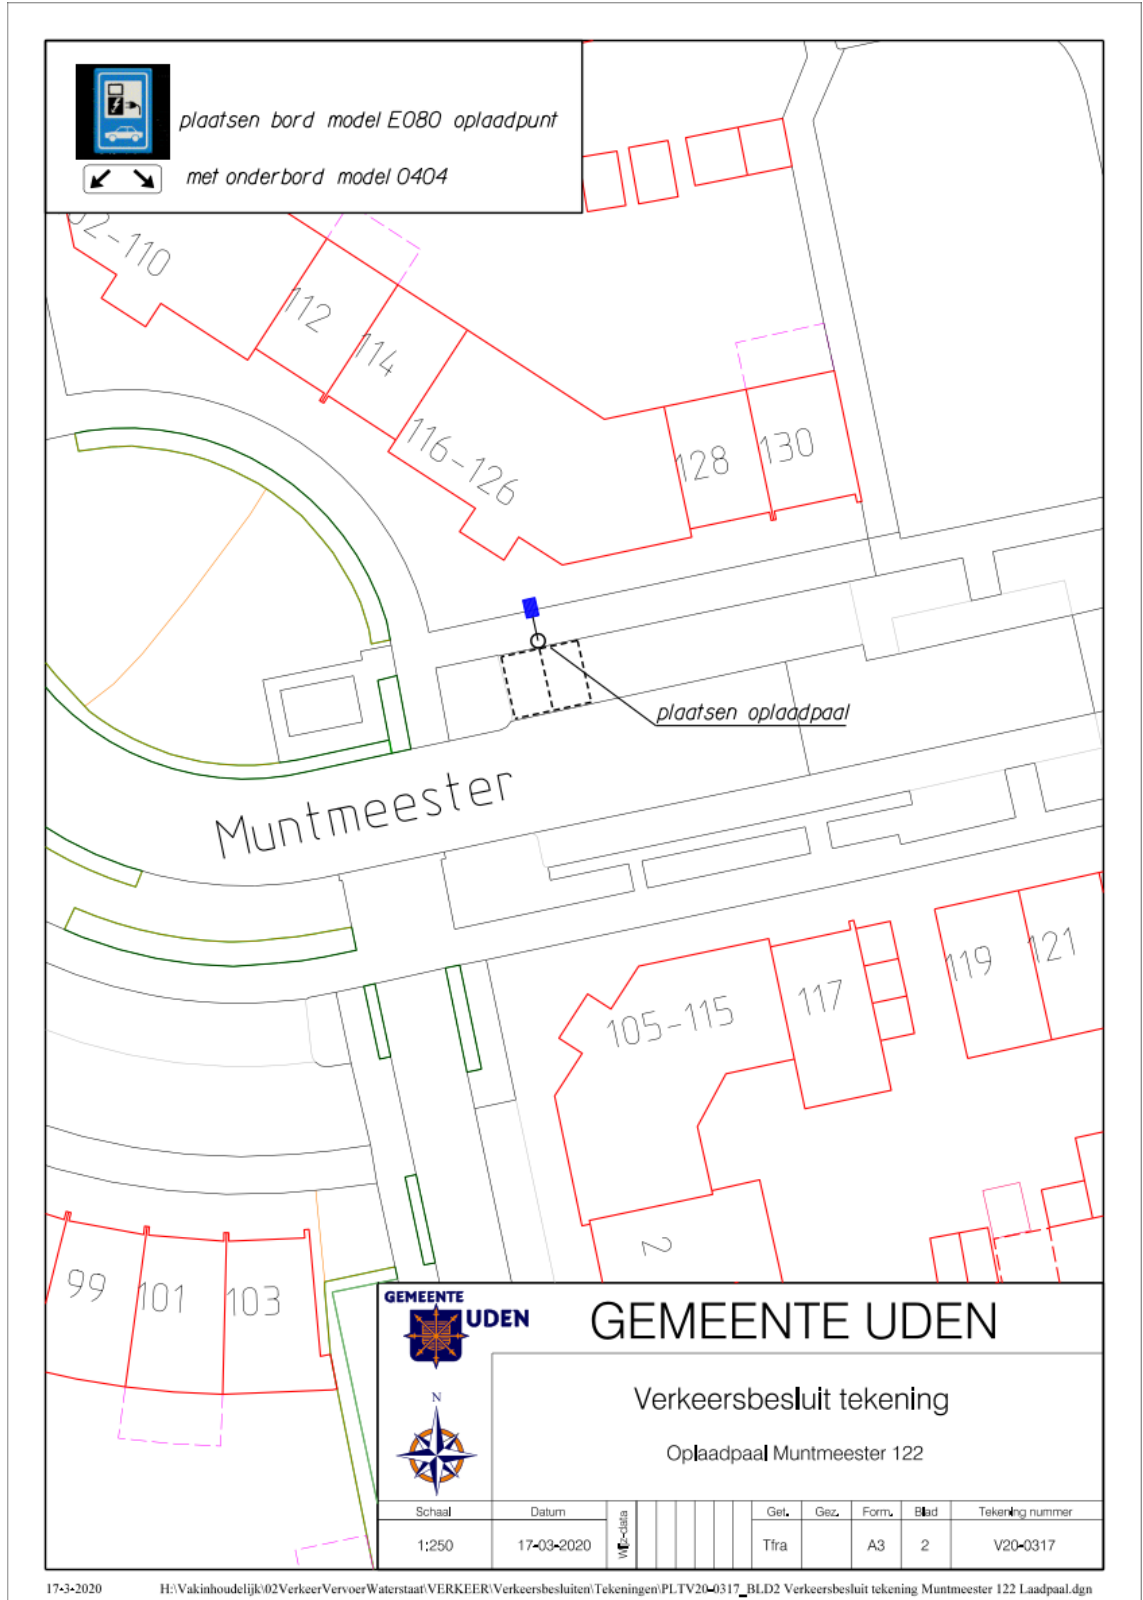 plaatsen bord model E080 oplaadpunt
met onderbord model 0404
112
114
116-126
128
130
plaatsen oplaadpaal
Muntmeester
105-115
117
119
121
2
99
101
103
GEMEENTE
UDEN
GEMEENTE UDEN
N
Verkeersbesluit tekening
Oplaadpaal Muntmeester 122
Schaal
Datum
Wijz-data
Get.
Gez.
Form.
Blad
Tekening nummer
1:250
17-03-2020
Tfra
A3
2
V20-0317
17-3-2020
H:\Vakinhoudelijk\02VerkeerVervoerWaterstaat\VERKEER\Verkeersbesluiten\Tekeningen\PLTV20-0317_BLD2 Verkeersbesluit tekening Muntmeester 122 Laadpaal.dgn